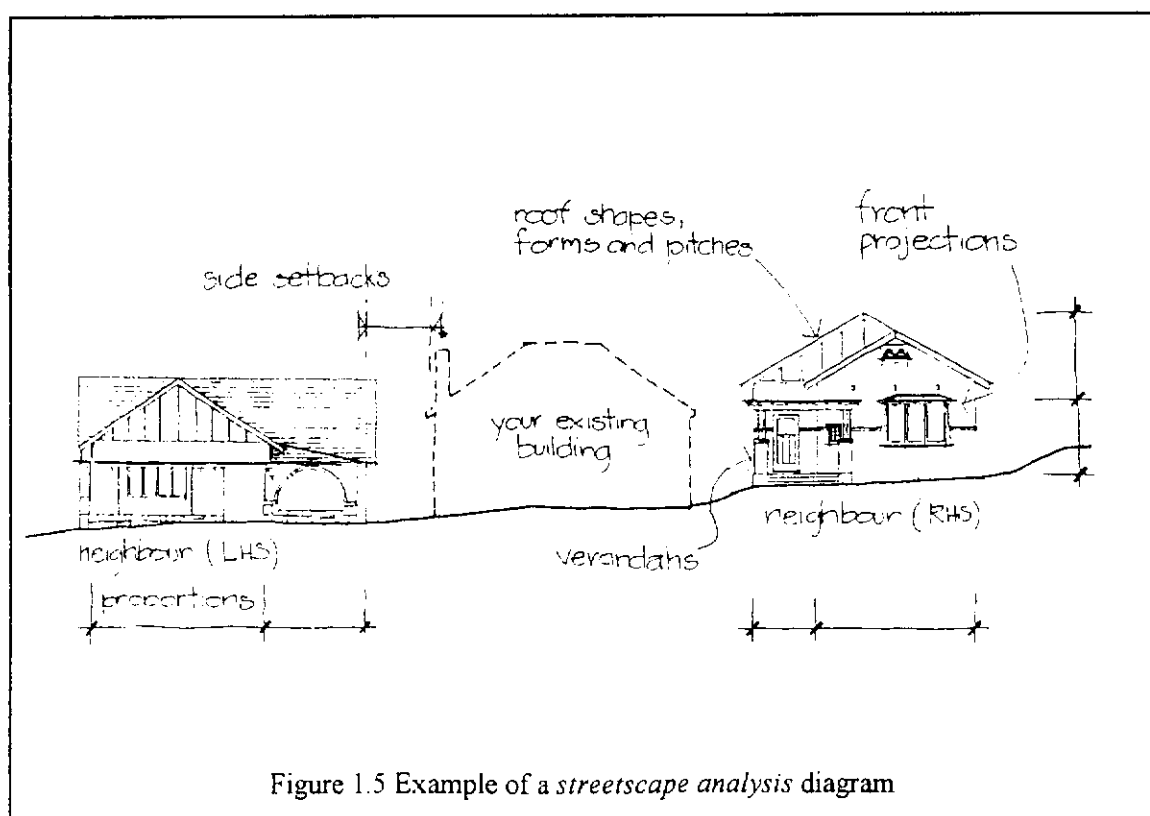 roof shapes,
forms and pitches
front
projections
side setbacks
your existing
building
neighbour (LHS)
proportions
verandahs
neighbour (RHS)
Figure 1.5 Example of a streetscape analysis diagram